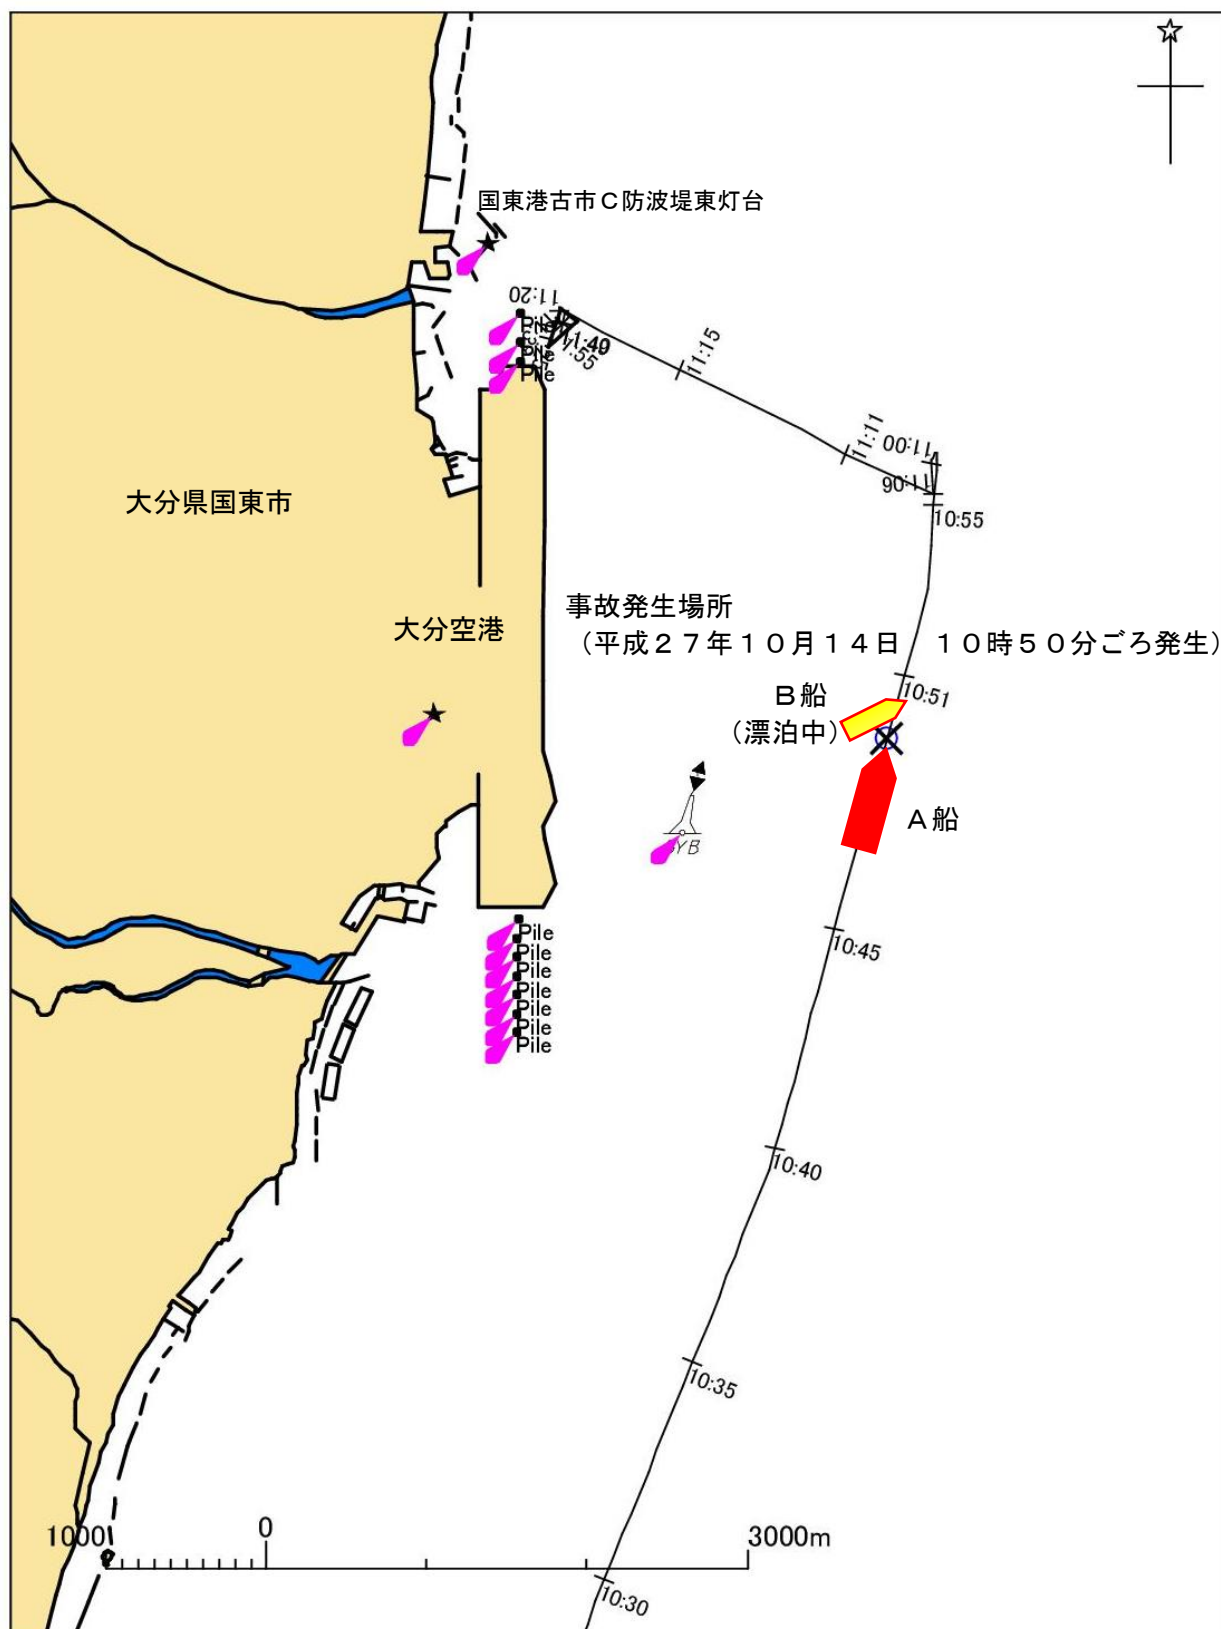 国東港古市Ｃ防波堤東灯台
11:20
Pile
Pile
Pile
11:49
11:55
11:15
11:11
11:00
11:06
10:55
大分県国東市
大分空港
事故発生場所
（平成２７年１０月１４日　１０時５０分ごろ発生）
10:51
Ｂ船
（漂泊中）
Ａ船
BYB
10:45
Pile
Pile
Pile
Pile
Pile
Pile
Pile
10:40
10:35
1000
0
3000m
10:30